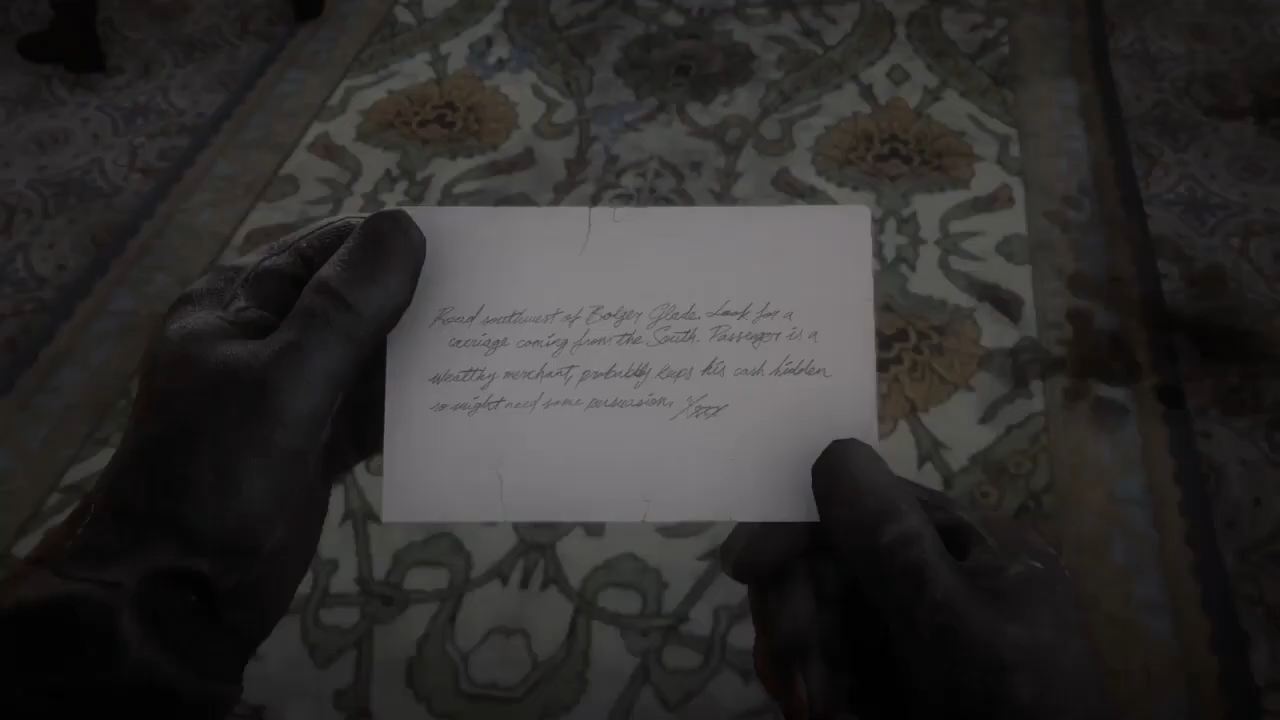 Road southwest of Bolger Glade. Look for a
carriage coming from the South. Passenger is a
wealthy merchant, probably keeps his cash hidden
so might need some persuasion.